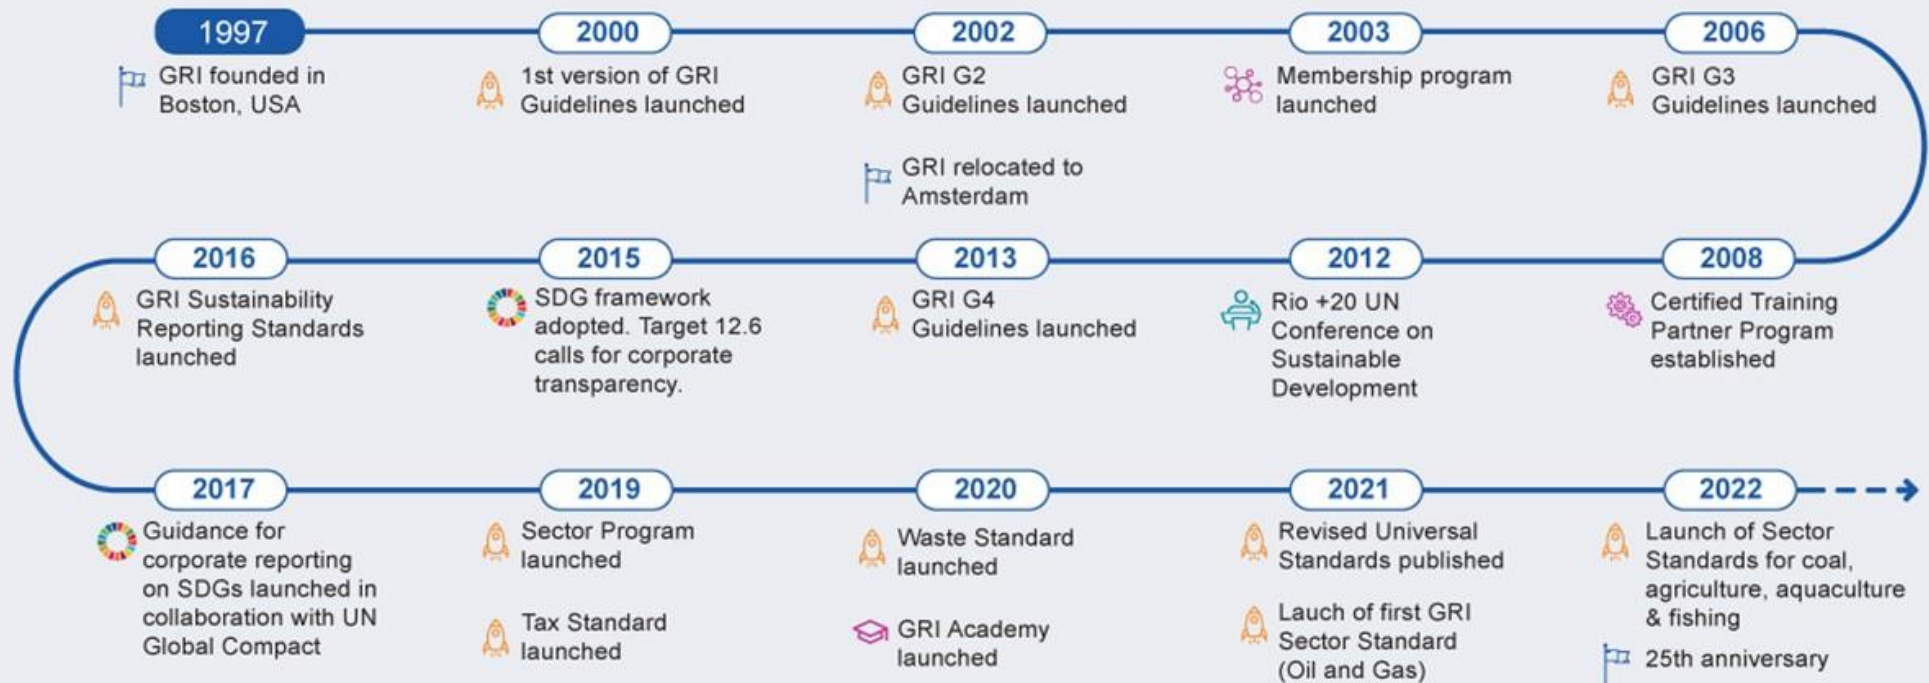 1997
GRI founded in
Boston, USA
2000
1st version of GRI
Guidelines launched
2002
GRI G2
Guidelines launched
GRI relocated to
Amsterdam
2003
Membership program
launched
2006
GRI G3
Guidelines launched
2008
Certified Training
Partner Program
established
2012
Rio +20 UN
Conference on
Sustainable
Development
2013
GRI G4
Guidelines launched
2015
SDG framework
adopted. Target 12.6
calls for corporate
transparency.
2016
GRI Sustainability
Reporting Standards
launched
2017
Guidance for
corporate reporting
on SDGs launched in
collaboration with UN
Global Compact
2019
Sector Program
launched
Tax Standard
launched
2020
Waste Standard
launched
GRI Academy
launched
2021
Revised Universal
Standards published
Lauch of first GRI
Sector Standard
(Oil and Gas)
2022
Launch of Sector
Standards for coal,
agriculture, aquaculture
& fishing
25th anniversary